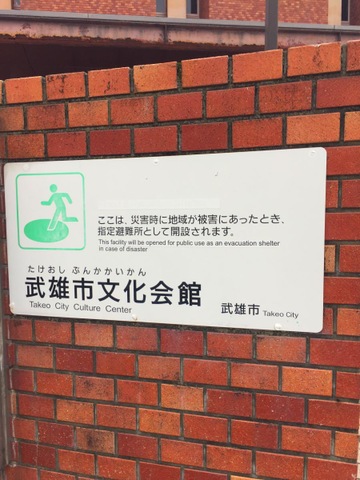 ここは、災害時に地域が被害にあったとき、
指定避難所として開設されます。
This facility will be opened for public use as an evacuation shelter
in case of disaster
たけおし ぶんかかいかん
武雄市文化会館
Takeo City Culture Center
武雄市 Takeo City